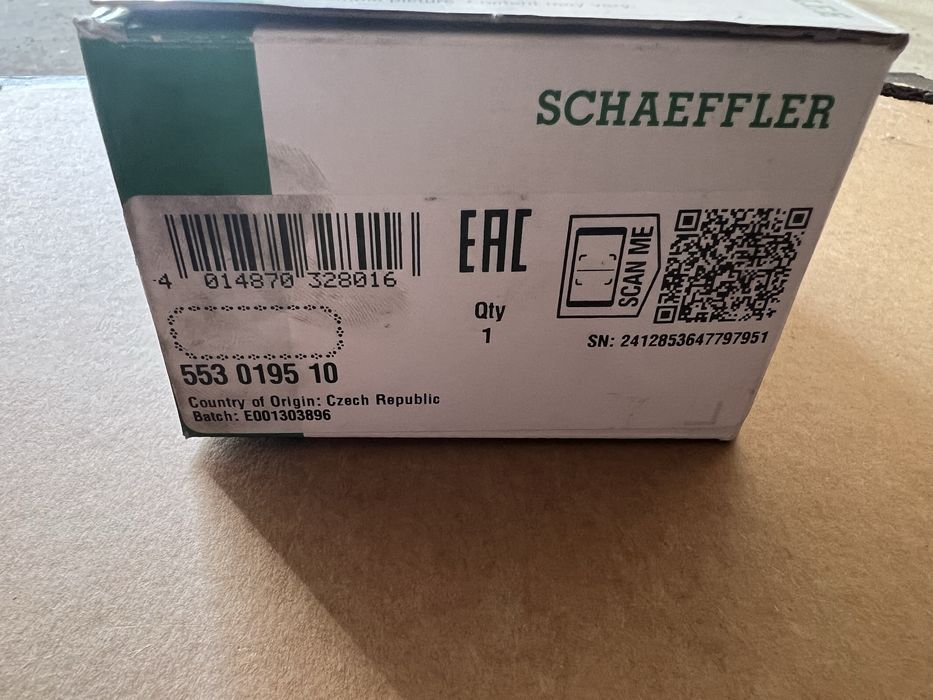 SCHAEFFLER
4 014870 328016
EAC
SCAN ME
Qty
1
SN: 2412853647797951
553 0195 10
Country of Origin: Czech Republic
Batch: E001303896